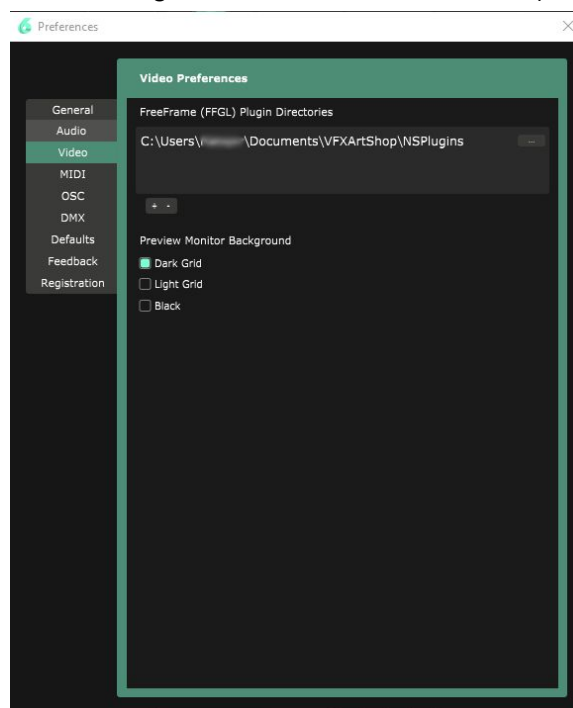 Preferences
Video Preferences
General
Audio
Video
MIDI
OSC
DMX
Defaults
Feedback
Registration
FreeFrame (FFGL) Plugin Directories
C:\Users\ \Documents\VFXArtShop\NSPlugins
...
+ -
Preview Monitor Background
Dark Grid
Light Grid
Black